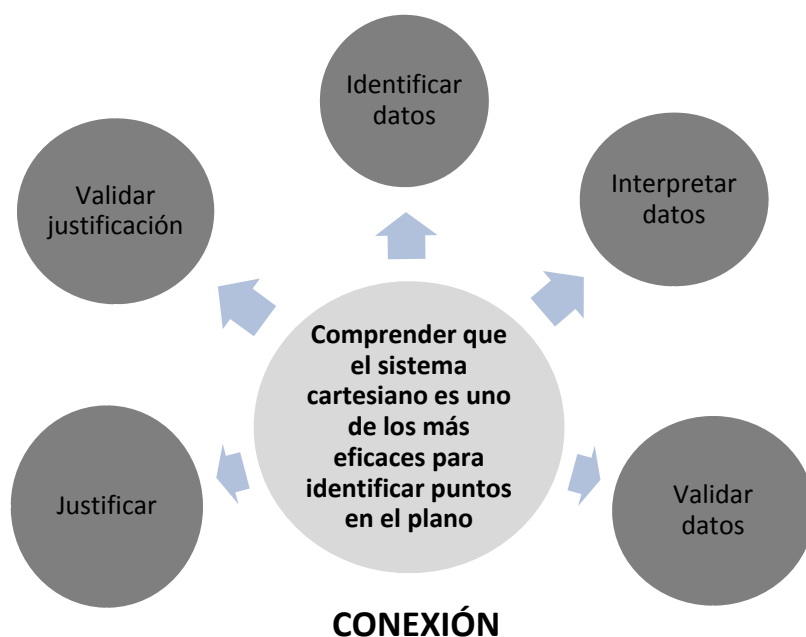 Identificar
datos
Validar
justificación
Interpretar
datos
Comprender que
el sistema
cartesiano es uno
de los más
eficaces para
identificar puntos
en el plano
Justificar
Validar
datos
CONEXIÓN